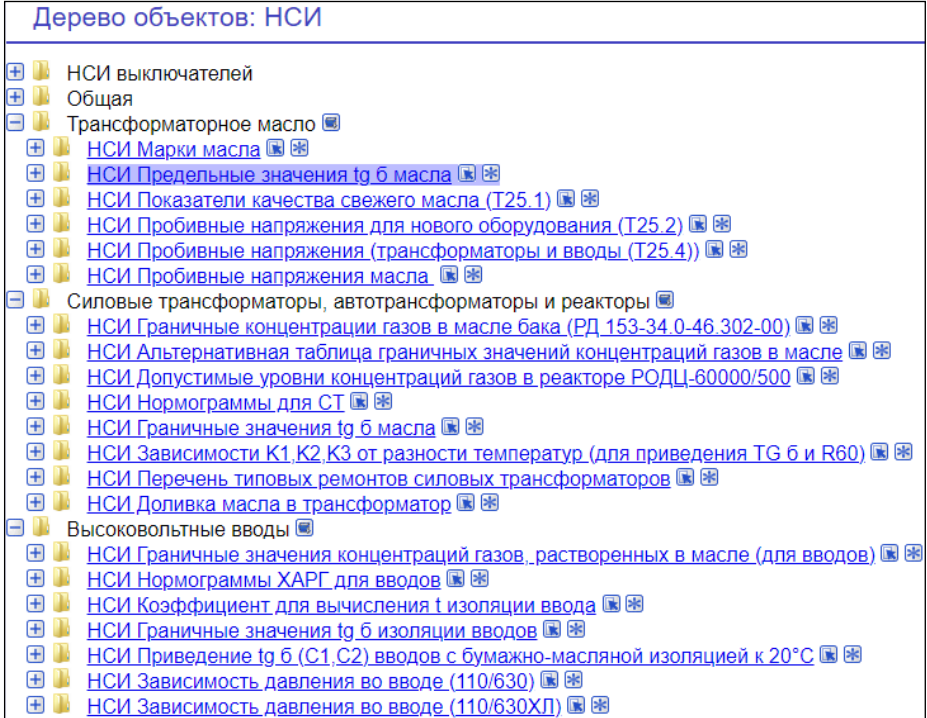 Дерево объектов: НСИ
НСИ выключателей
Общая
Трансформаторное масло
НСИ Марки масла
НСИ Предельные значения tg б масла
НСИ Показатели качества свежего масла (Т25.1)
НСИ Пробивные напряжения для нового оборудования (Т25.2)
НСИ Пробивные напряжения (трансформаторы и вводы (Т25.4))
НСИ Пробивные напряжения масла
Силовые трансформаторы, автотрансформаторы и реакторы
НСИ Граничные концентрации газов в масле бака (РД 153-34.0-46.302-00)
НСИ Альтернативная таблица граничных значений концентраций газов в масле
НСИ Допустимые уровни концентраций газов в реакторе РОДЦ-60000/500
НСИ Нормограммы для СТ
НСИ Граничные значения tg б масла
НСИ Зависимости К1,К2,К3 от разности температур (для приведения TG б и R60)
НСИ Перечень типовых ремонтов силовых трансформаторов
НСИ Доливка масла в трансформатор
Высоковольтные вводы
НСИ Граничные значения концентраций газов, растворенных в масле (для вводов)
НСИ Нормограммы ХАРГ для вводов
НСИ Коэффициент для вычисления t изоляции ввода
НСИ Граничные значения tg б изоляции вводов
НСИ Приведение tg б (С1,С2) вводов с бумажно-масляной изоляцией к 20°С
НСИ Зависимость давления во вводе (110/630)
НСИ Зависимость давления во вводе (110/630ХЛ)